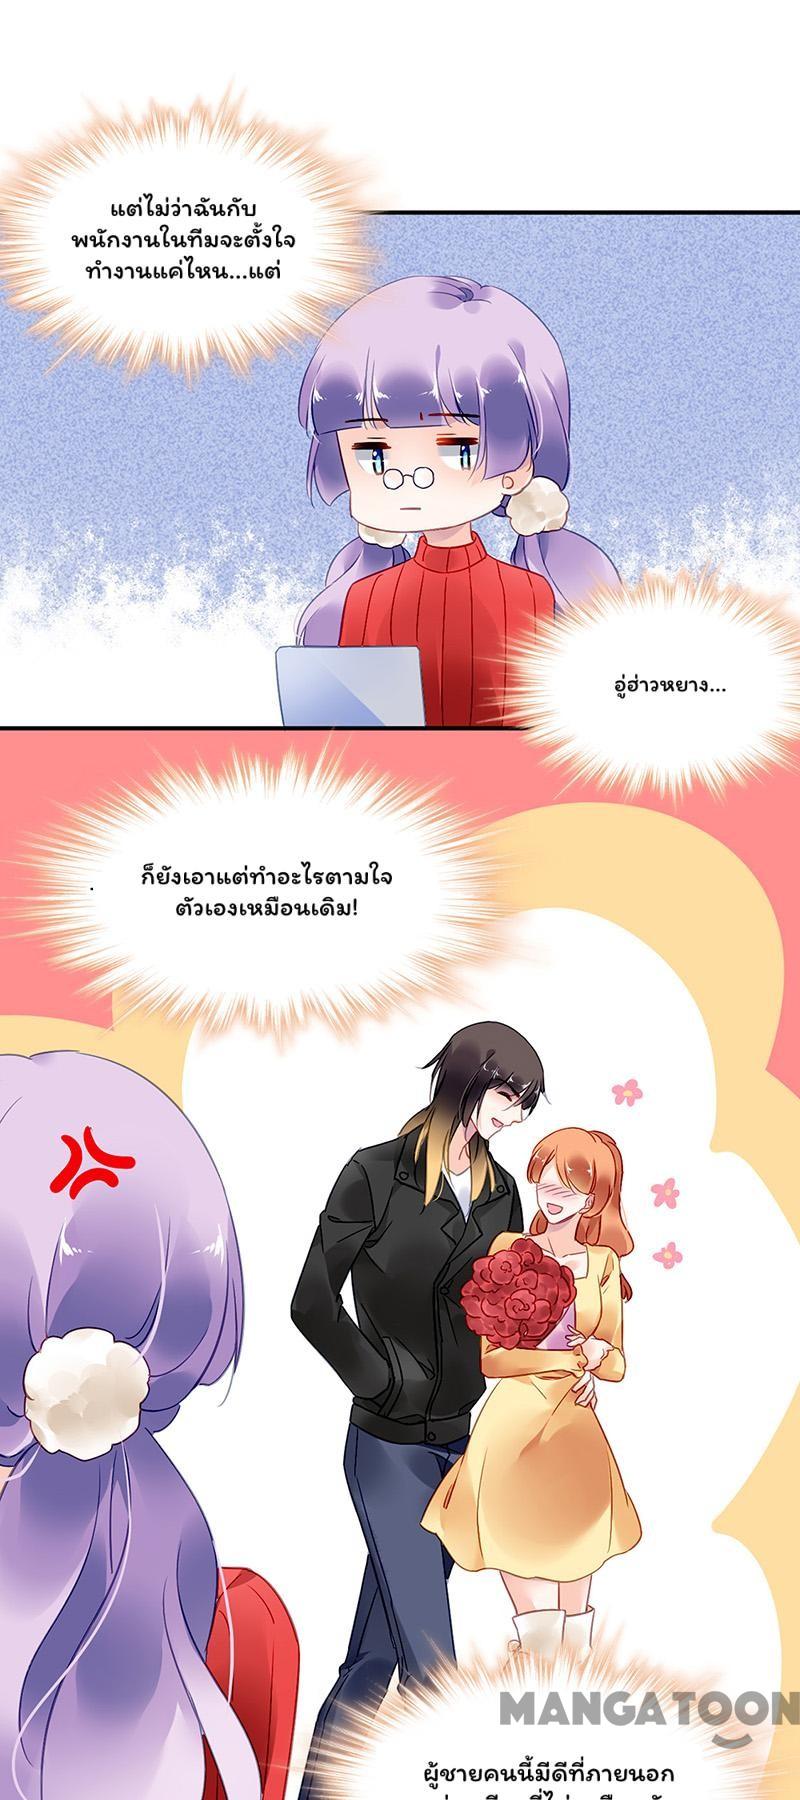 แต่ไม่ว่าฉันกับ
พนักงานในทีมจะตั้งใจ
ทำงานแค่ไหน...แต่
อู่ฮ่าวหยาง...
ก็ยังเอาแต่ทำอะไรตามใจ
ตัวเองเหมือนเดิม!
MANGATOON
ผู้ชายคนนี้มีดีที่ภายนอก